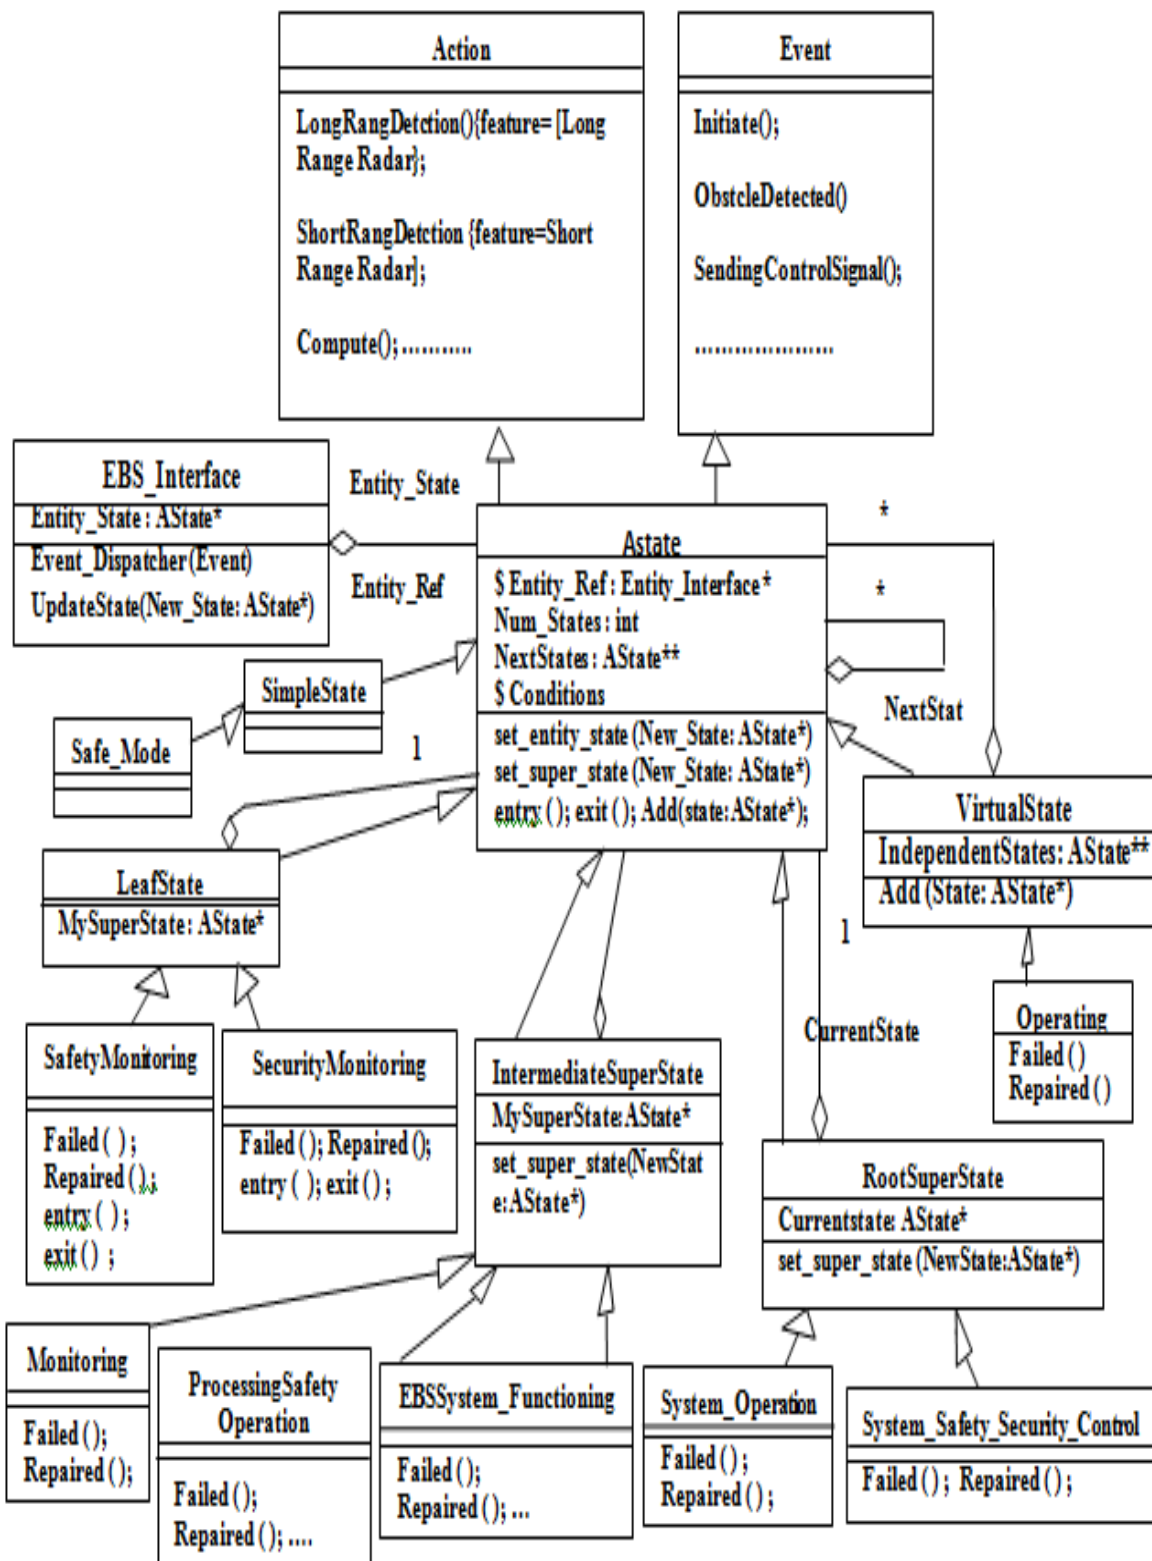 Action
LongRangDetction(){feature= [Long
Range Radar};
ShortRangDetction {feature=Short
Range Radar];
Compute(); ...........
Event
Initiate();
ObstcleDetected()
SendingControlSignal();
.....................
EBS_Interface
Entity_State : AState*
Event_Dispatcher (Event)
UpdateState(New_State: AState*)
Entity_State
Entity_Ref
Astate
$ Entity_Ref : Entity_Interface*
Num_States : int
NextStates : AState**
$ Conditions
set_entity_state (New_State: AState*)
set_super_state (New_State: AState*)
entry ( ); exit ( ); Add(state:AState*);
*
*
NextStat
SimpleState
Safe_Mode
1
VirtualState
IndependentStates: AState**
Add (State: AState*)
LeafState
MySuperState : AState*
1
Operating
Failed ( )
Repaired ( )
CurrentState
SafetyMonitoring
Failed ( ) ;
Repaired ( ) ;
entry ( ) ;
exit ( ) ;
SecurityMonitoring
Failed ( ); Repaired ( );
entry ( ); exit ( ) ;
IntermediateSuperState
MySuperState:AState*
set_super_state(NewStat
e:AState*)
RootSuperState
Currentstate: AState*
set_super_state (NewState:AState*)
Monitoring
Failed ( );
Repaired ( );
ProcessingSafety
Operation
Failed ( );
Repaired ( ); ....
EBSSystem_Functioning
Failed ( );
Repaired ( ); ...
System_Operation
Failed ( ) ;
Repaired ( ) ;
System_Safety_Security_Control
Failed ( ) ; Repaired ( ) ;